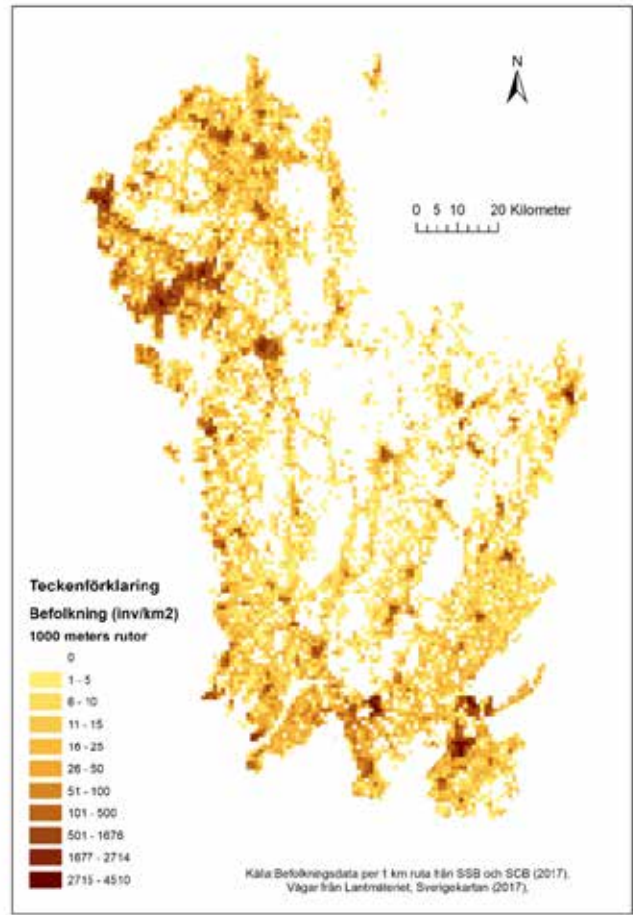 N
0 5 10 20 Kilometer
Teckenförklaring
Befolkning (inv/km2)
1000 meters rutor
0
1 - 5
6 - 10
11 - 15
16 - 25
26 - 50
51 - 100
101 - 500
501 - 1676
1677 - 2714
2715 - 4510
Källa:Befolkningsdata per 1 km ruta från SSB och SCB (2017).
Vägar från Lantmäteriet, Sverigekartan (2017).